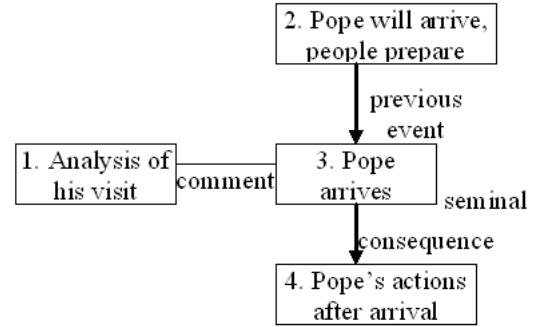 2. Pope will arrive,
people prepare
previous
event
1. Analysis of
his visit
comment
3. Pope
arrives
seminal
consequence
4. Pope's actions
after arrival